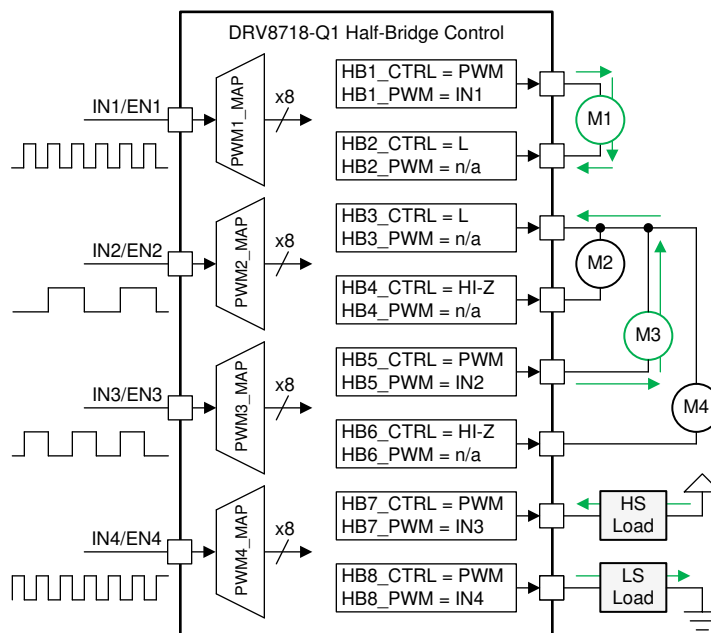 DRV8718-Q1 Half-Bridge Control
IN1/EN1
PWM1_MAP
x8
HB1_CTRL = PWM
HB1_PWM = IN1
M1
HB2_CTRL = L
HB2_PWM = n/a
IN2/EN2
PWM2_MAP
x8
HB3_CTRL = L
HB3_PWM = n/a
M2
HB4_CTRL = HI-Z
HB4_PWM = n/a
M3
IN3/EN3
PWM3_MAP
x8
HB5_CTRL = PWM
HB5_PWM = IN2
M4
HB6_CTRL = HI-Z
HB6_PWM = n/a
IN4/EN4
PWM4_MAP
x8
HB7_CTRL = PWM
HB7_PWM = IN3
HS
Load
HB8_CTRL = PWM
HB8_PWM = IN4
LS
Load